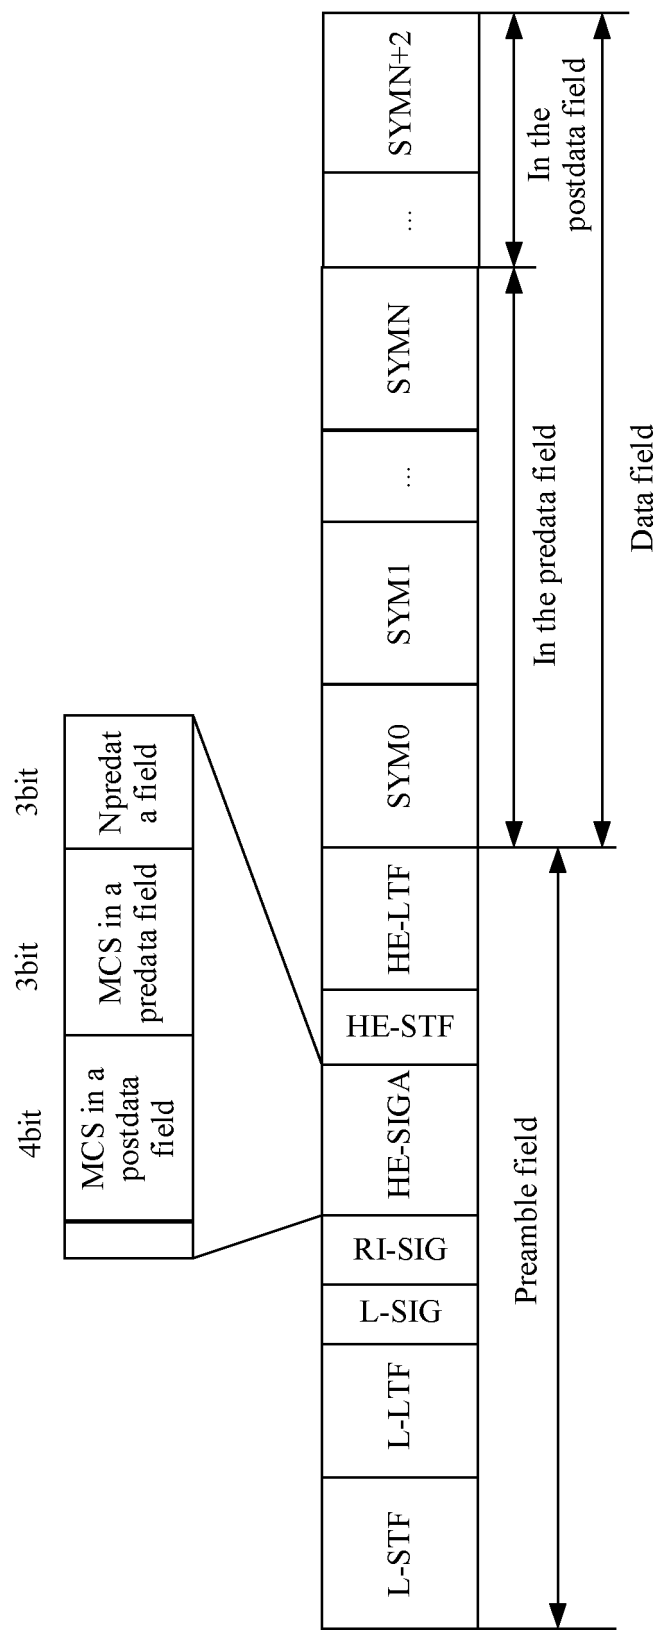 4bit
3bit
3bit
MCS in a
postdata
field
MCS in a
predata field
Npredat
a field
L-STF
L-LTF
L-SIG
RI-SIG
HE-SIGA
HE-STF
HE-LTF
SYM0
SYM1
...
SYMN
...
SYMN+2
Preamble field
In the predata field
In the
postdata field
Data field